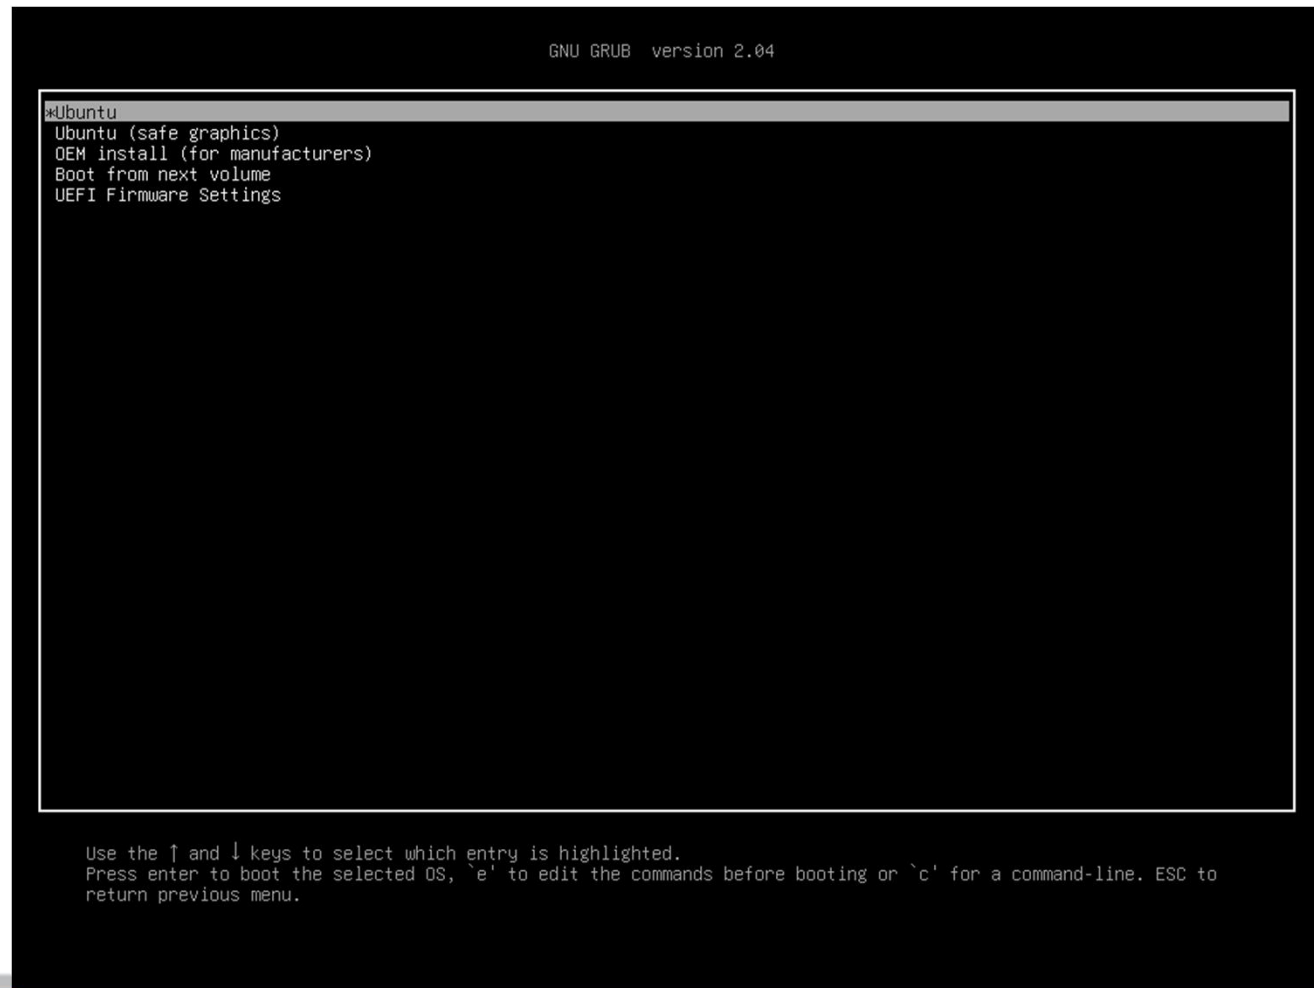 GNU GRUB  version 2.04
*Ubuntu
Ubuntu (safe graphics)
OEM install (for manufacturers)
Boot from next volume
UEFI Firmware Settings
Use the ↑ and ↓ keys to select which entry is highlighted.
Press enter to boot the selected OS, `e' to edit the commands before booting or `c' for a command-line. ESC to
return previous menu.